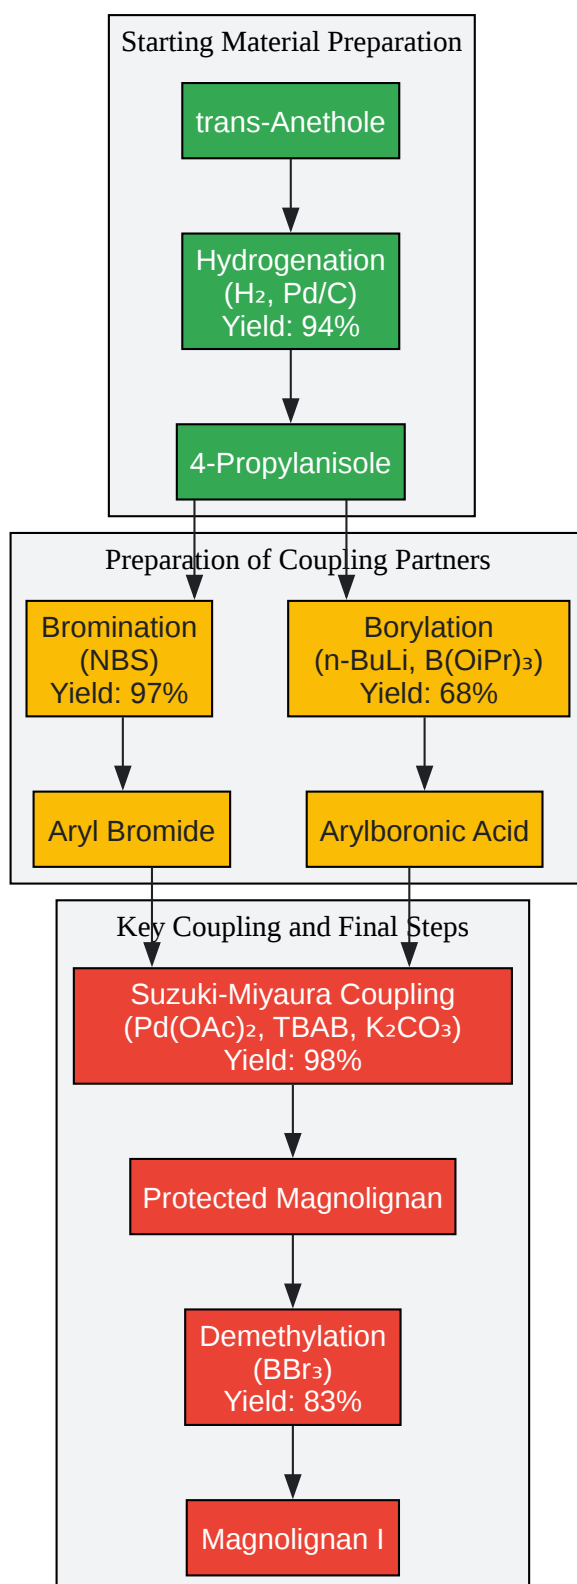 Starting Material Preparation
trans-Anethole
Hydrogenation
(H₂, Pd/C)
Yield: 94%
4-Propylanisole
Preparation of Coupling Partners
Bromination
(NBS)
Yield: 97%
Borylation
(n-BuLi, B(OiPr)₃)
Yield: 68%
Aryl Bromide
Arylboronic Acid
Key Coupling and Final Steps
Suzuki-Miyaura Coupling
(Pd(OAc)₂, TBAB, K₂CO₃)
Yield: 98%
Protected Magnolignan
Demethylation
(BBr₃)
Yield: 83%
Magnolignan I